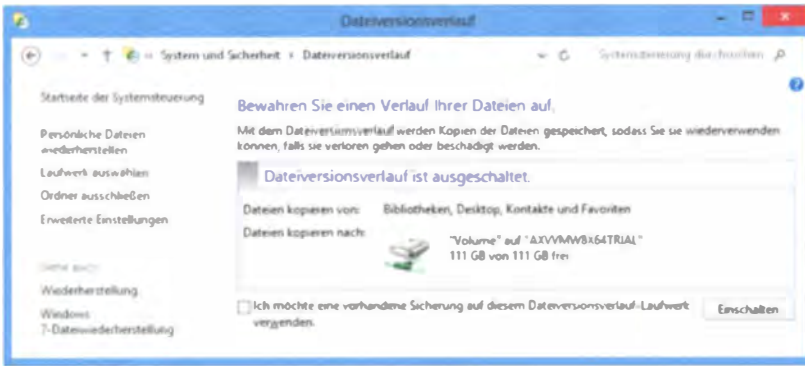 Dateiversionsverlauf
System und Sicherheit
Dateiversionsverlauf
Systemsteuerung durchsuchen
Startseite der Systemsteuerung
Persönliche Dateien
wiederherstellen
Laufwerk auswählen
Ordner ausschließen
Erweiterte Einstellungen
Siehe auch
Wiederherstellung
Windows
7-Dateiwiederherstellung
Bewahren Sie einen Verlauf Ihrer Dateien auf.
Mit dem Dateiversionsverlauf werden Kopien der Dateien gespeichert, sodass Sie sie wiederverwenden
können, falls sie verloren gehen oder beschädigt werden.
Dateiversionsverlauf ist ausgeschaltet.
Dateien kopieren von: Bibliotheken, Desktop, Kontakte und Favoriten
Dateien kopieren nach:
"Volume" auf "AXVVMW8X64TRIAL"
111 GB von 111 GB frei
Ich möchte eine vorhandene Sicherung auf diesem Dateiversionsverlauf-Laufwerk
verwenden.
Einschalten